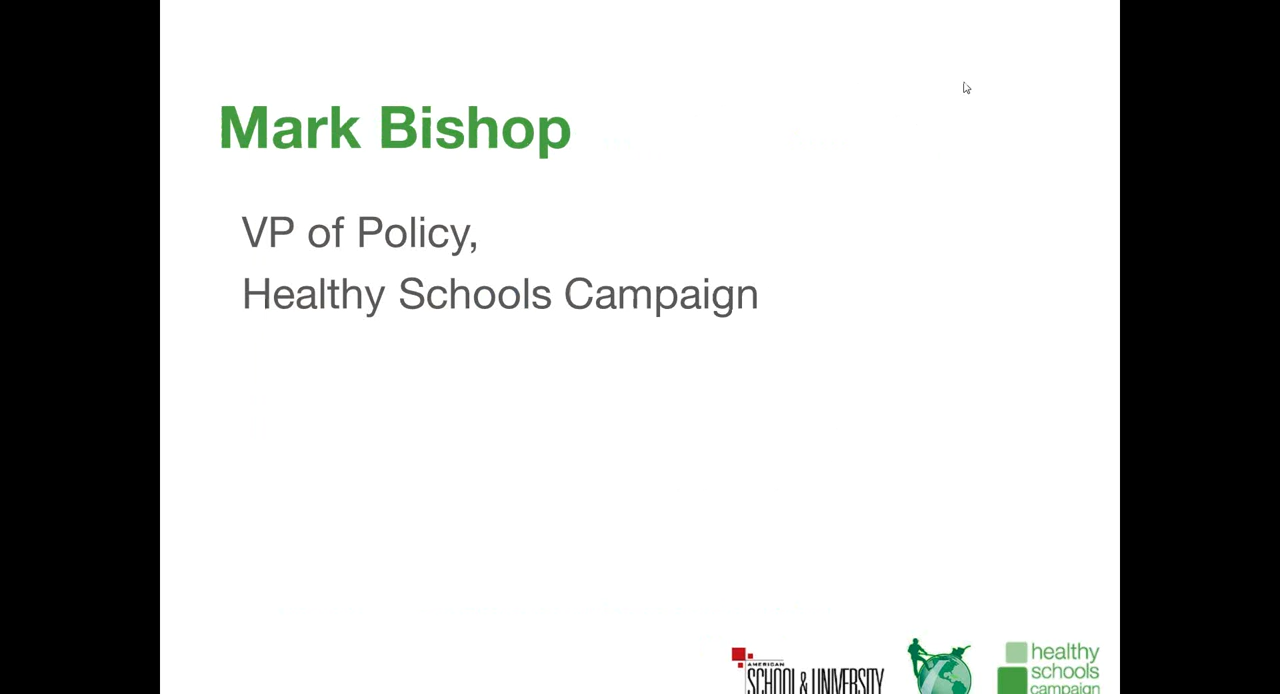 Mark Bishop
VP of Policy,
Healthy Schools Campaign
AMERICAN
SCHOOL & UNIVERSITY
healthy
schools
campaign